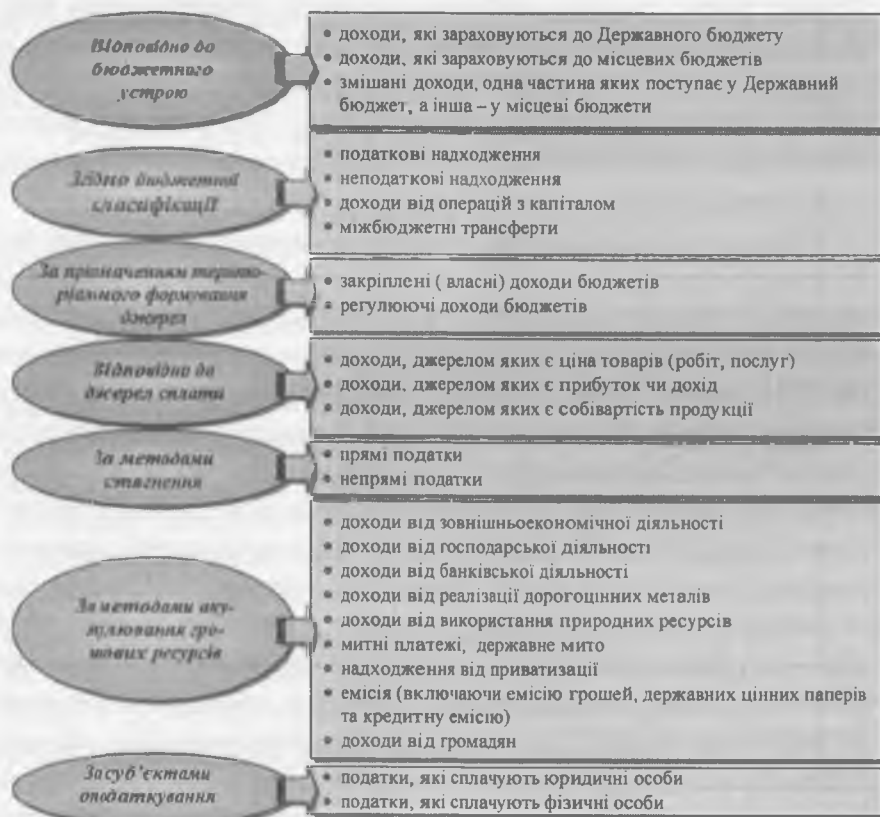 Відповідно до
бюджетного
устрою
• доходи, які зараховуються до Державного бюджету
• доходи, які зараховуються до місцевих бюджетів
• змішані доходи, одна частина яких поступає у Державний
бюджет, а інша – у місцеві бюджети
Згідно бюджетної
класифікації
• податкові надходження
• неподаткові надходження
• доходи від операцій з капіталом
• міжбюджетні трансферти
За призначенням терито-
ріального формування
джерел
• закріплені ( власні) доходи бюджетів
• регулюючі доходи бюджетів
Відповідно до
джерел сплати
• доходи, джерелом яких є ціна товарів (робіт, послуг)
• доходи, джерелом яких є прибуток чи дохід
• доходи, джерелом яких є собівартість продукції
За методами
стягнення
• прямі податки
• непрямі податки
За методами аку-
мулювання гро-
шових ресурсів
• доходи від зовнішньоекономічної діяльності
• доходи від господарської діяльності
• доходи від банківської діяльності
• доходи від реалізації дорогоцінних металів
• доходи від використання природних ресурсів
• митні платежі, державне мито
• надходження від приватизації
• емісія (включаючи емісію грошей, державних цінних паперів
та кредитну емісію)
• доходи від громадян
За суб’єктами
оподаткування
• податки, які сплачують юридичні особи
• податки, які сплачують фізичні особи